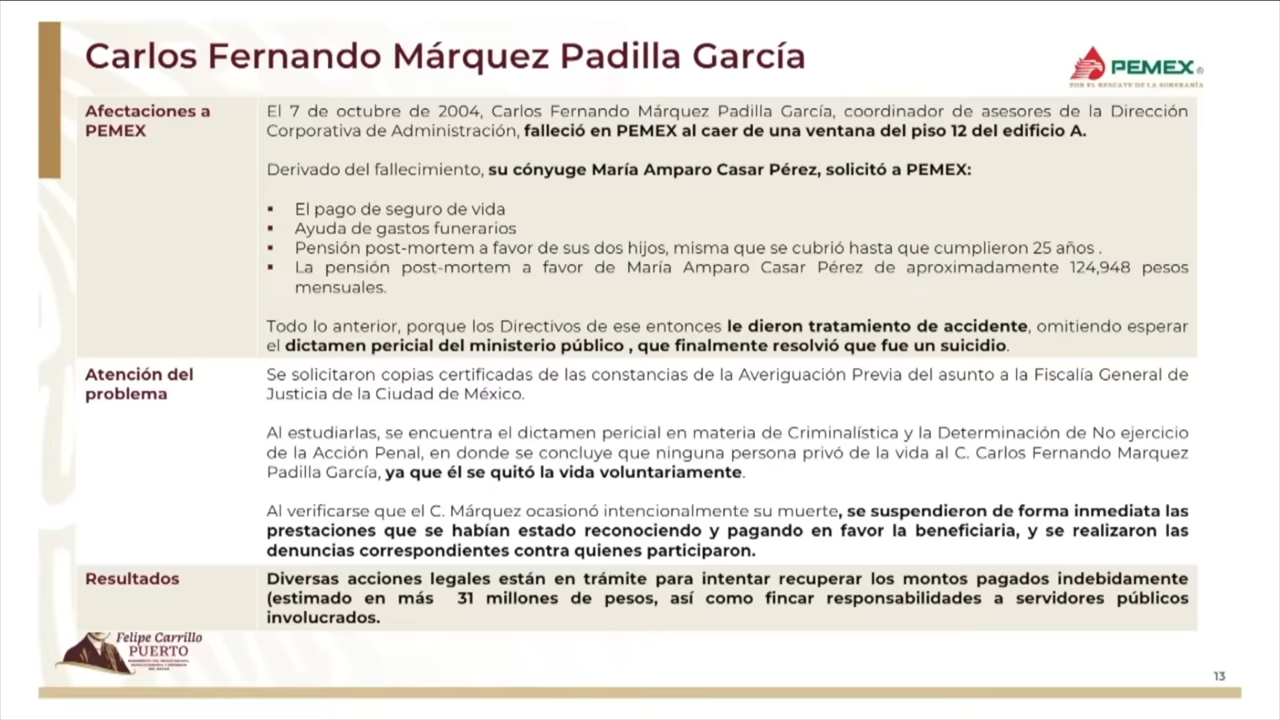 Carlos Fernando Márquez Padilla García
PEMEX®
POR EL RESCATE DE LA SOBERANÍA
Afectaciones a
PEMEX
El 7 de octubre de 2004, Carlos Fernando Márquez Padilla García, coordinador de asesores de la Dirección
Corporativa de Administración, falleció en PEMEX al caer de una ventana del piso 12 del edificio A.
Derivado del fallecimiento, su cónyuge María Amparo Casar Pérez, solicitó a PEMEX:
▪ El pago de seguro de vida
▪ Ayuda de gastos funerarios
▪ Pensión post-mortem a favor de sus dos hijos, misma que se cubrió hasta que cumplieron 25 años .
▪ La pensión post-mortem a favor de María Amparo Casar Pérez de aproximadamente 124,948 pesos
mensuales.
Todo lo anterior, porque los Directivos de ese entonces le dieron tratamiento de accidente, omitiendo esperar
el dictamen pericial del ministerio público , que finalmente resolvió que fue un suicidio.
Atención del
problema
Se solicitaron copias certificadas de las constancias de la Averiguación Previa del asunto a la Fiscalía General de
Justicia de la Ciudad de México.
Al estudiarlas, se encuentra el dictamen pericial en materia de Criminalística y la Determinación de No ejercicio
de la Acción Penal, en donde se concluye que ninguna persona privó de la vida al C. Carlos Fernando Marquez
Padilla García, ya que él se quitó la vida voluntariamente.
Al verificarse que el C. Márquez ocasionó intencionalmente su muerte, se suspendieron de forma inmediata las
prestaciones que se habían estado reconociendo y pagando en favor la beneficiaria, y se realizaron las
denuncias correspondientes contra quienes participaron.
Resultados
Diversas acciones legales están en trámite para intentar recuperar los montos pagados indebidamente
(estimado en más 31 millones de pesos, así como fincar responsabilidades a servidores públicos
involucrados.
Felipe Carrillo
PUERTO
13